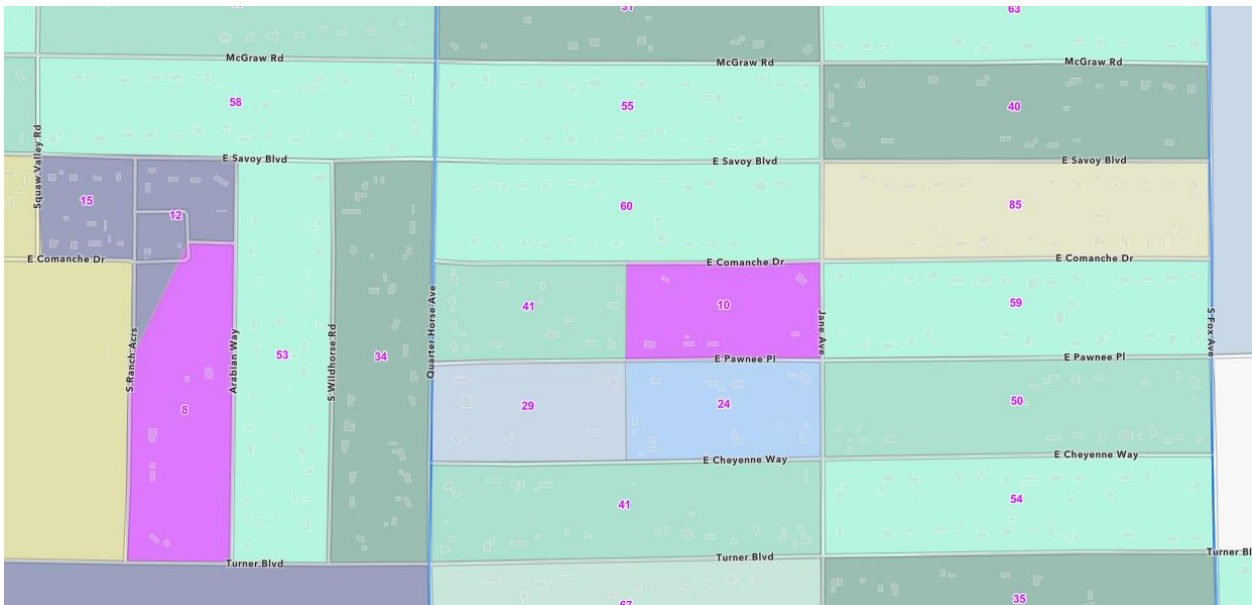 31
63
McGraw Rd
McGraw Rd
McGraw Rd
58
55
40
Squaw Valley Rd
E Savoy Blvd
E Savoy Blvd
E Savoy Blvd
15
12
60
85
E Comanche Dr
E Comanche Dr
E Comanche Dr
41
10
59
S Ranch Acrs
Arabian Way
53
S Wildhorse Rd
34
Quarter Horse Ave
Jane Ave
S Fox Ave
E Pawnee Pl
E Pawnee Pl
8
29
24
50
E Cheyenne Way
E Cheyenne Way
41
54
Turner Blvd
Turner Blvd
Turner Bl
67
35